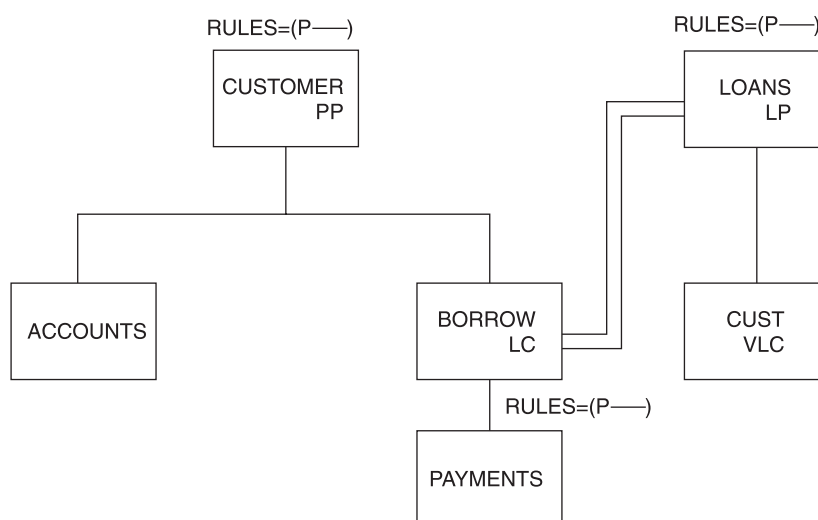 RULES=(P——)
CUSTOMER
PP
RULES=(P——)
LOANS
LP
ACCOUNTS
BORROW
LC
CUST
VLC
RULES=(P——)
PAYMENTS